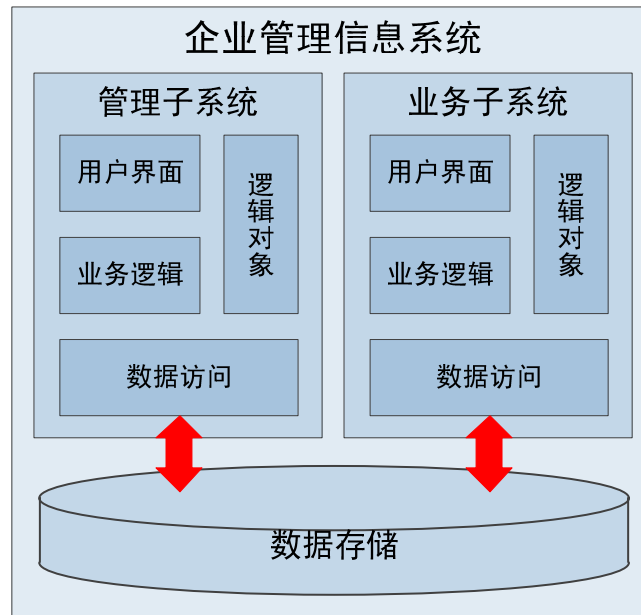 企业管理信息系统
管理子系统
用户界面
逻辑对象
业务逻辑
数据访问
业务子系统
用户界面
逻辑对象
业务逻辑
数据访问
数据存储